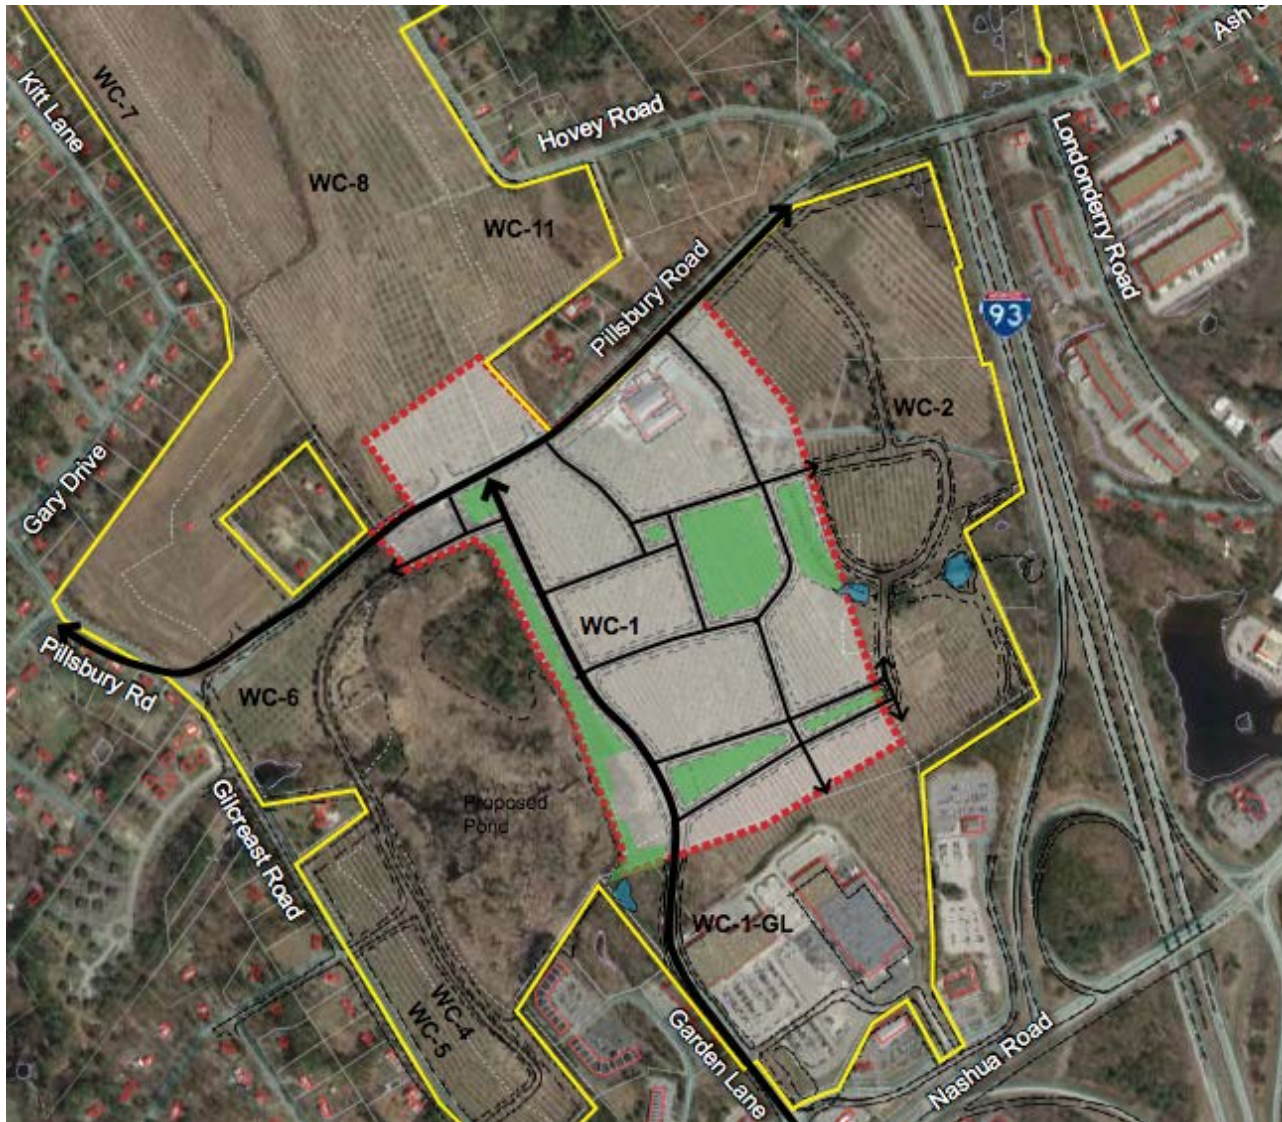 Ash S
WC-7
Kitt Lane
Hovey Road
Londonderry Road
WC-8
WC-11
Pillsbury Road
93
WC-2
Gary Drive
WC-1
Pillsbury Rd
WC-6
Proposed
Pond
Gilcreast Road
WC-1-GL
WC-4
WC-5
Garden Lane
Nashua Road